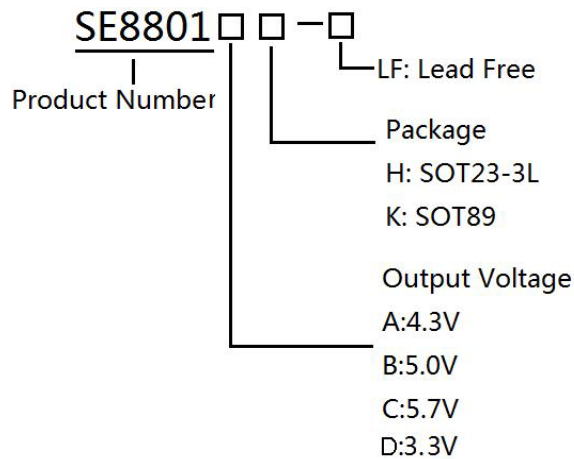 SE8801□ □ — □
LF: Lead Free
Product Number
Package
H: SOT23-3L
K: SOT89
Output Voltage
A:4.3V
B:5.0V
C:5.7V
D:3.3V